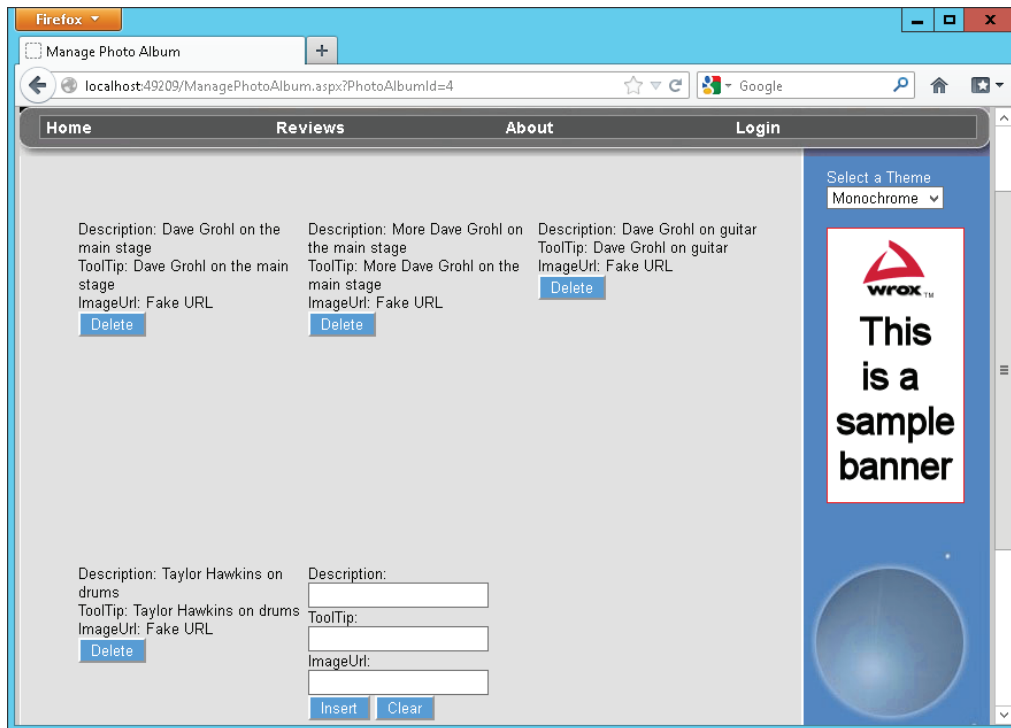 Firefox
Manage Photo Album
localhost:49209/ManagePhotoAlbum.aspx?PhotoAlbumId=4
Google
Home
Reviews
About
Login
Select a Theme
Monochrome
Description: Dave Grohl on the
main stage
ToolTip: Dave Grohl on the main
stage
ImageUrl: Fake URL
Delete
Description: More Dave Grohl on
the main stage
ToolTip: More Dave Grohl on the
main stage
ImageUrl: Fake URL
Delete
Description: Dave Grohl on guitar
ToolTip: Dave Grohl on guitar
ImageUrl: Fake URL
Delete
wrox TM
This
is a
sample
banner
Description: Taylor Hawkins on
drums
ToolTip: Taylor Hawkins on drums
ImageUrl: Fake URL
Delete
Description:
ToolTip:
ImageUrl:
Insert
Clear